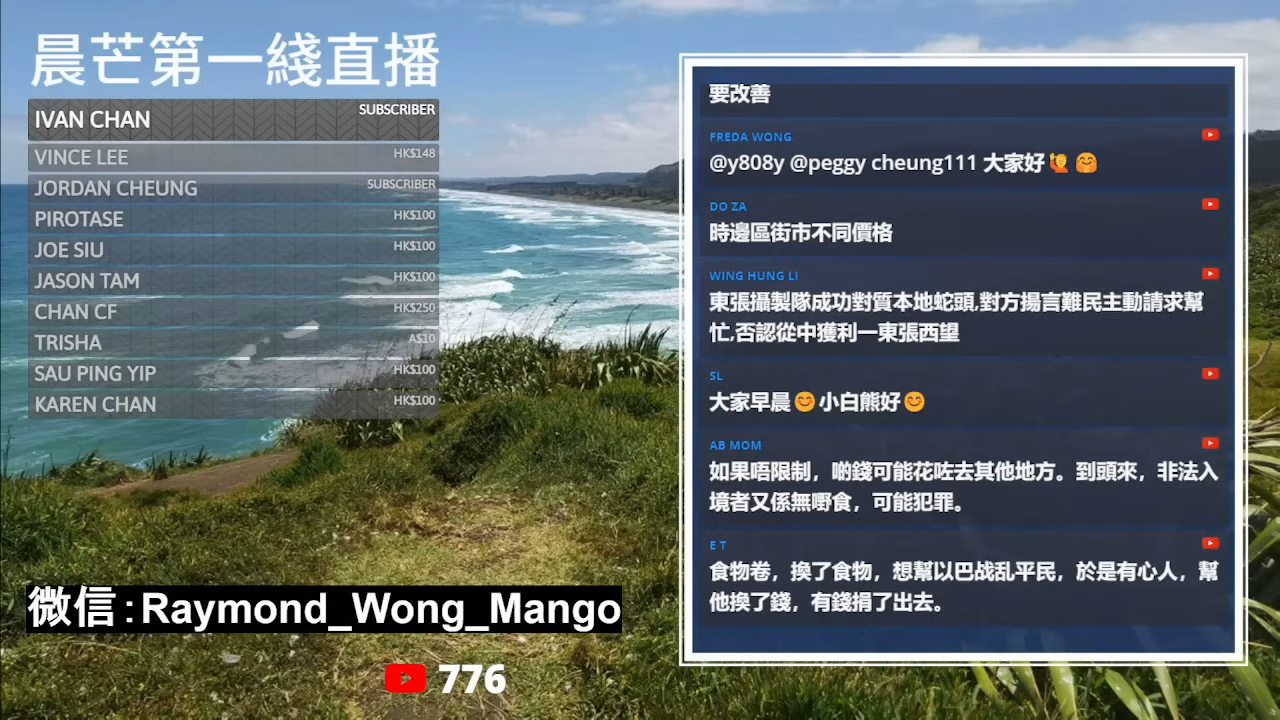 晨芒第一綫直播
IVAN CHAN SUBSCRIBER
VINCE LEE HK$148
JORDAN CHEUNG SUBSCRIBER
PIROTASE HK$100
JOE SIU HK$100
JASON TAM HK$100
CHAN CF HK$250
TRISHA A$10
SAU PING YIP HK$100
KAREN CHAN HK$100
微信:Raymond_Wong_Mango
776
要改善
FREDA WONG
@y808y @peggy cheung111 大家好🙋🤗
DO ZA
時邊區街市不同價格
WING HUNG LI
東張攝製隊成功對質本地蛇頭,對方揚言難民主動請求幫
忙,否認從中獲利一東張西望
SL
大家早晨😊小白熊好😊
AB MOM
如果唔限制，啲錢可能花咗去其他地方。到頭來，非法入
境者又係無嘢食，可能犯罪。
E T
食物卷，換了食物，想幫以巴战乱平民，於是有心人，幫
他換了錢，有錢捐了出去。